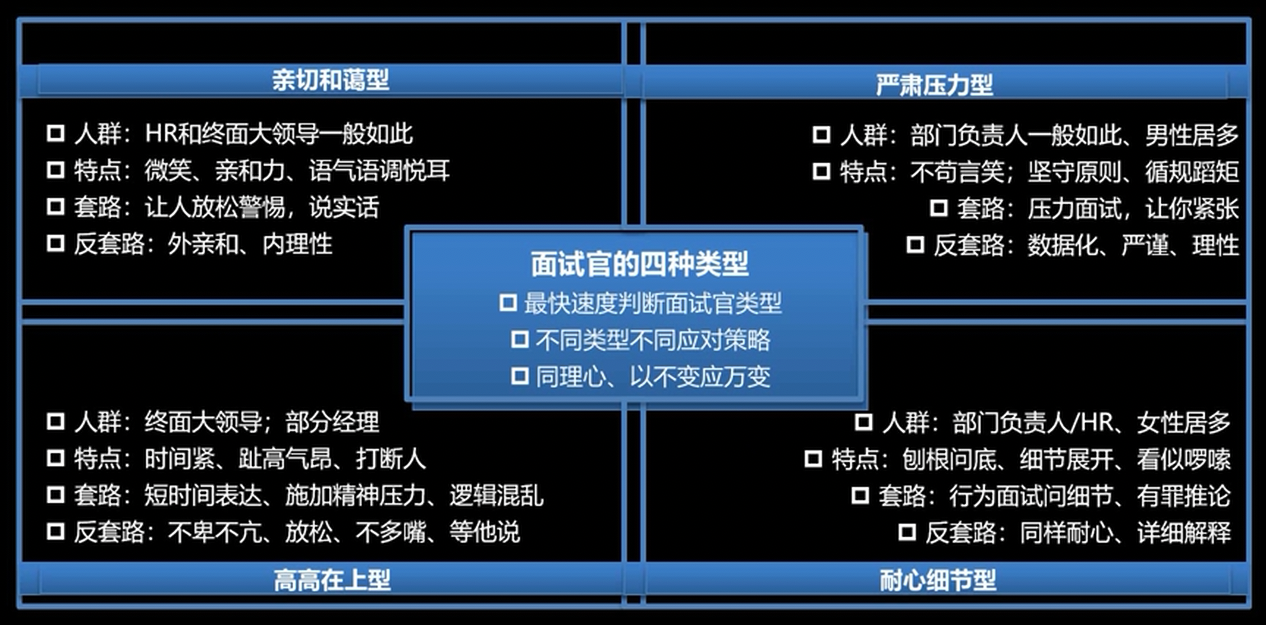 亲切和蔼型
人群：HR和终面大领导一般如此
特点：微笑、亲和力、语气语调悦耳
套路：让人放松警惕，说实话
反套路：外亲和、内理性
严肃压力型
人群：部门负责人一般如此、男性居多
特点：不苟言笑；坚守原则、循规蹈矩
套路：压力面试，让你紧张
反套路：数据化、严谨、理性
面试官的四种类型
最快速度判断面试官类型
不同类型不同应对策略
同理心、以不变应万变
人群：终面大领导；部分经理
特点：时间紧、趾高气昂、打断人
套路：短时间表达、施加精神压力、逻辑混乱
反套路：不卑不亢、放松、不多嘴、等他说
高高在上型
人群：部门负责人/HR、女性居多
特点：刨根问底、细节展开、看似啰嗦
套路：行为面试问细节、有罪推论
反套路：同样耐心、详细解释
耐心细节型